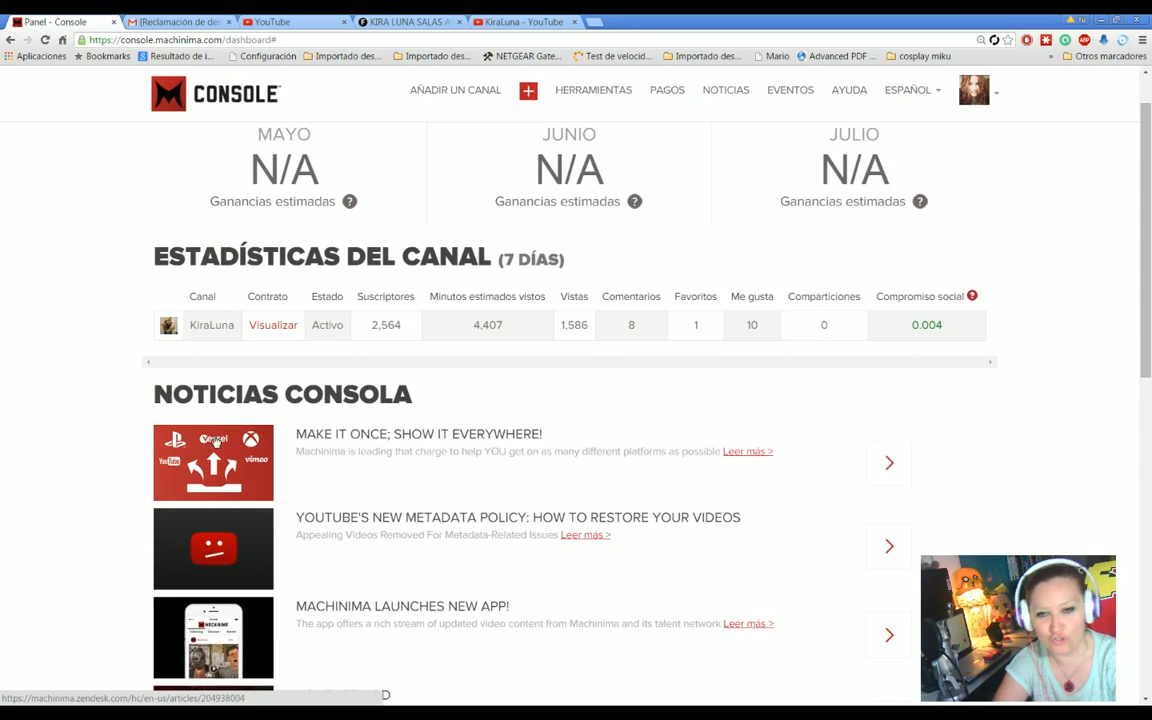 Panel - Console
[Reclamación de der
YouTube
KIRA LUNA SALAS A
KiraLuna - YouTube
https://console.machinima.com/dashboard#
Aplicaciones
Bookmarks
Resultado de i...
Configuración
Importado des...
Importado des...
NETGEAR Gate...
Test de velocid...
Importado des...
Mario
Advanced PDF ...
cosplay miku
»
Otros marcadores
CONSOLE
AÑADIR UN CANAL
+
HERRAMIENTAS
PAGOS
NOTICIAS
EVENTOS
AYUDA
ESPAÑOL
MAYO
JUNIO
JULIO
N/A
N/A
N/A
Ganancias estimadas ?
Ganancias estimadas ?
Ganancias estimadas ?
ESTADÍSTICAS DEL CANAL (7 DÍAS)
Canal Contrato Estado Suscriptores Minutos estimados vistos Vistas Comentarios Favoritos Me gusta Comparticiones Compromiso social ?
KiraLuna Visualizar Activo 2,564 4,407 1,586 8 1 10 0 0.004
NOTICIAS CONSOLA
YouTube
vimeo
MAKE IT ONCE; SHOW IT EVERYWHERE!
Machinima is leading that charge to help YOU get on as many different platforms as possible Leer más >
YOUTUBE'S NEW METADATA POLICY: HOW TO RESTORE YOUR VIDEOS
Appealing Videos Removed For Metadata-Related Issues Leer más >
MACHINIMA
MACHINIMA LAUNCHES NEW APP!
The app offers a rich stream of updated video content from Machinima and its talent network Leer más >
https://machinima.zendesk.com/hc/en-us/articles/204938004